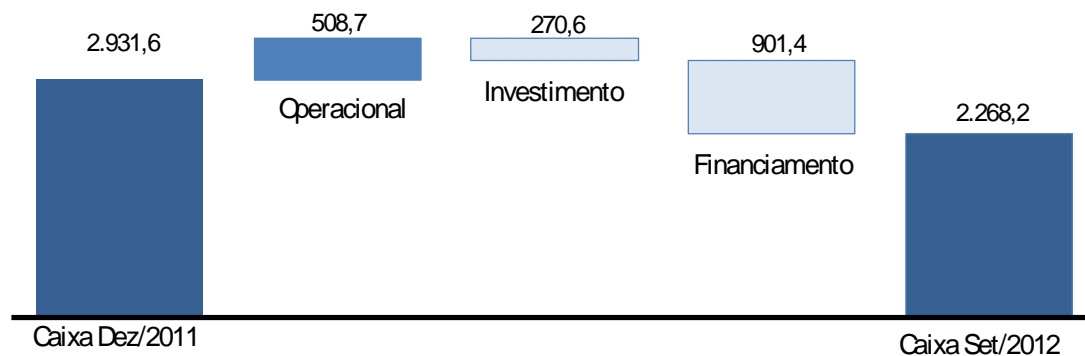 2.931,6
508,7
270,6
901,4
2.268,2
Operacional
Investimento
Financiamento
Caixa Dez/2011
Caixa Set/2012